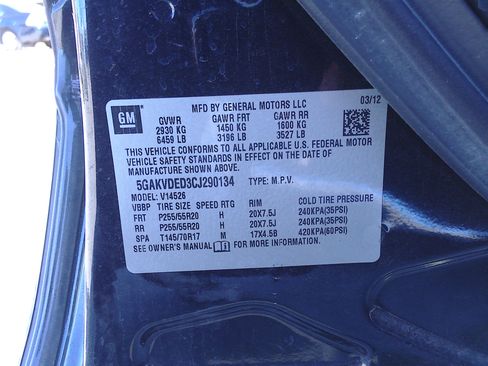 MFD BY GENERAL MOTORS LLC
03/12
GM
GVWR GAWR FRT GAWR RR
2930 KG 1450 KG 1600 KG
6459 LB 3196 LB 3527 LB
THIS VEHICLE CONFORMS TO ALL APPLICABLE U.S. FEDERAL MOTOR
VEHICLE SAFETY STANDARDS IN EFFECT ON THE DATE OF
MANUFACTURE SHOWN ABOVE.
5GAKVDED3CJ290134 TYPE: M.P.V.
MODEL: V14526
VBBP TIRE SIZE SPEED RTG RIM COLD TIRE PRESSURE
FRT P255/55R20 H 20X7.5J 240KPA(35PSI)
RR P255/55R20 H 20X7.5J 240KPA(35PSI)
SPA T145/70R17 M 17X4.5B 420KPA(60PSI)
SEE OWNER'S MANUAL FOR MORE INFORMATION.